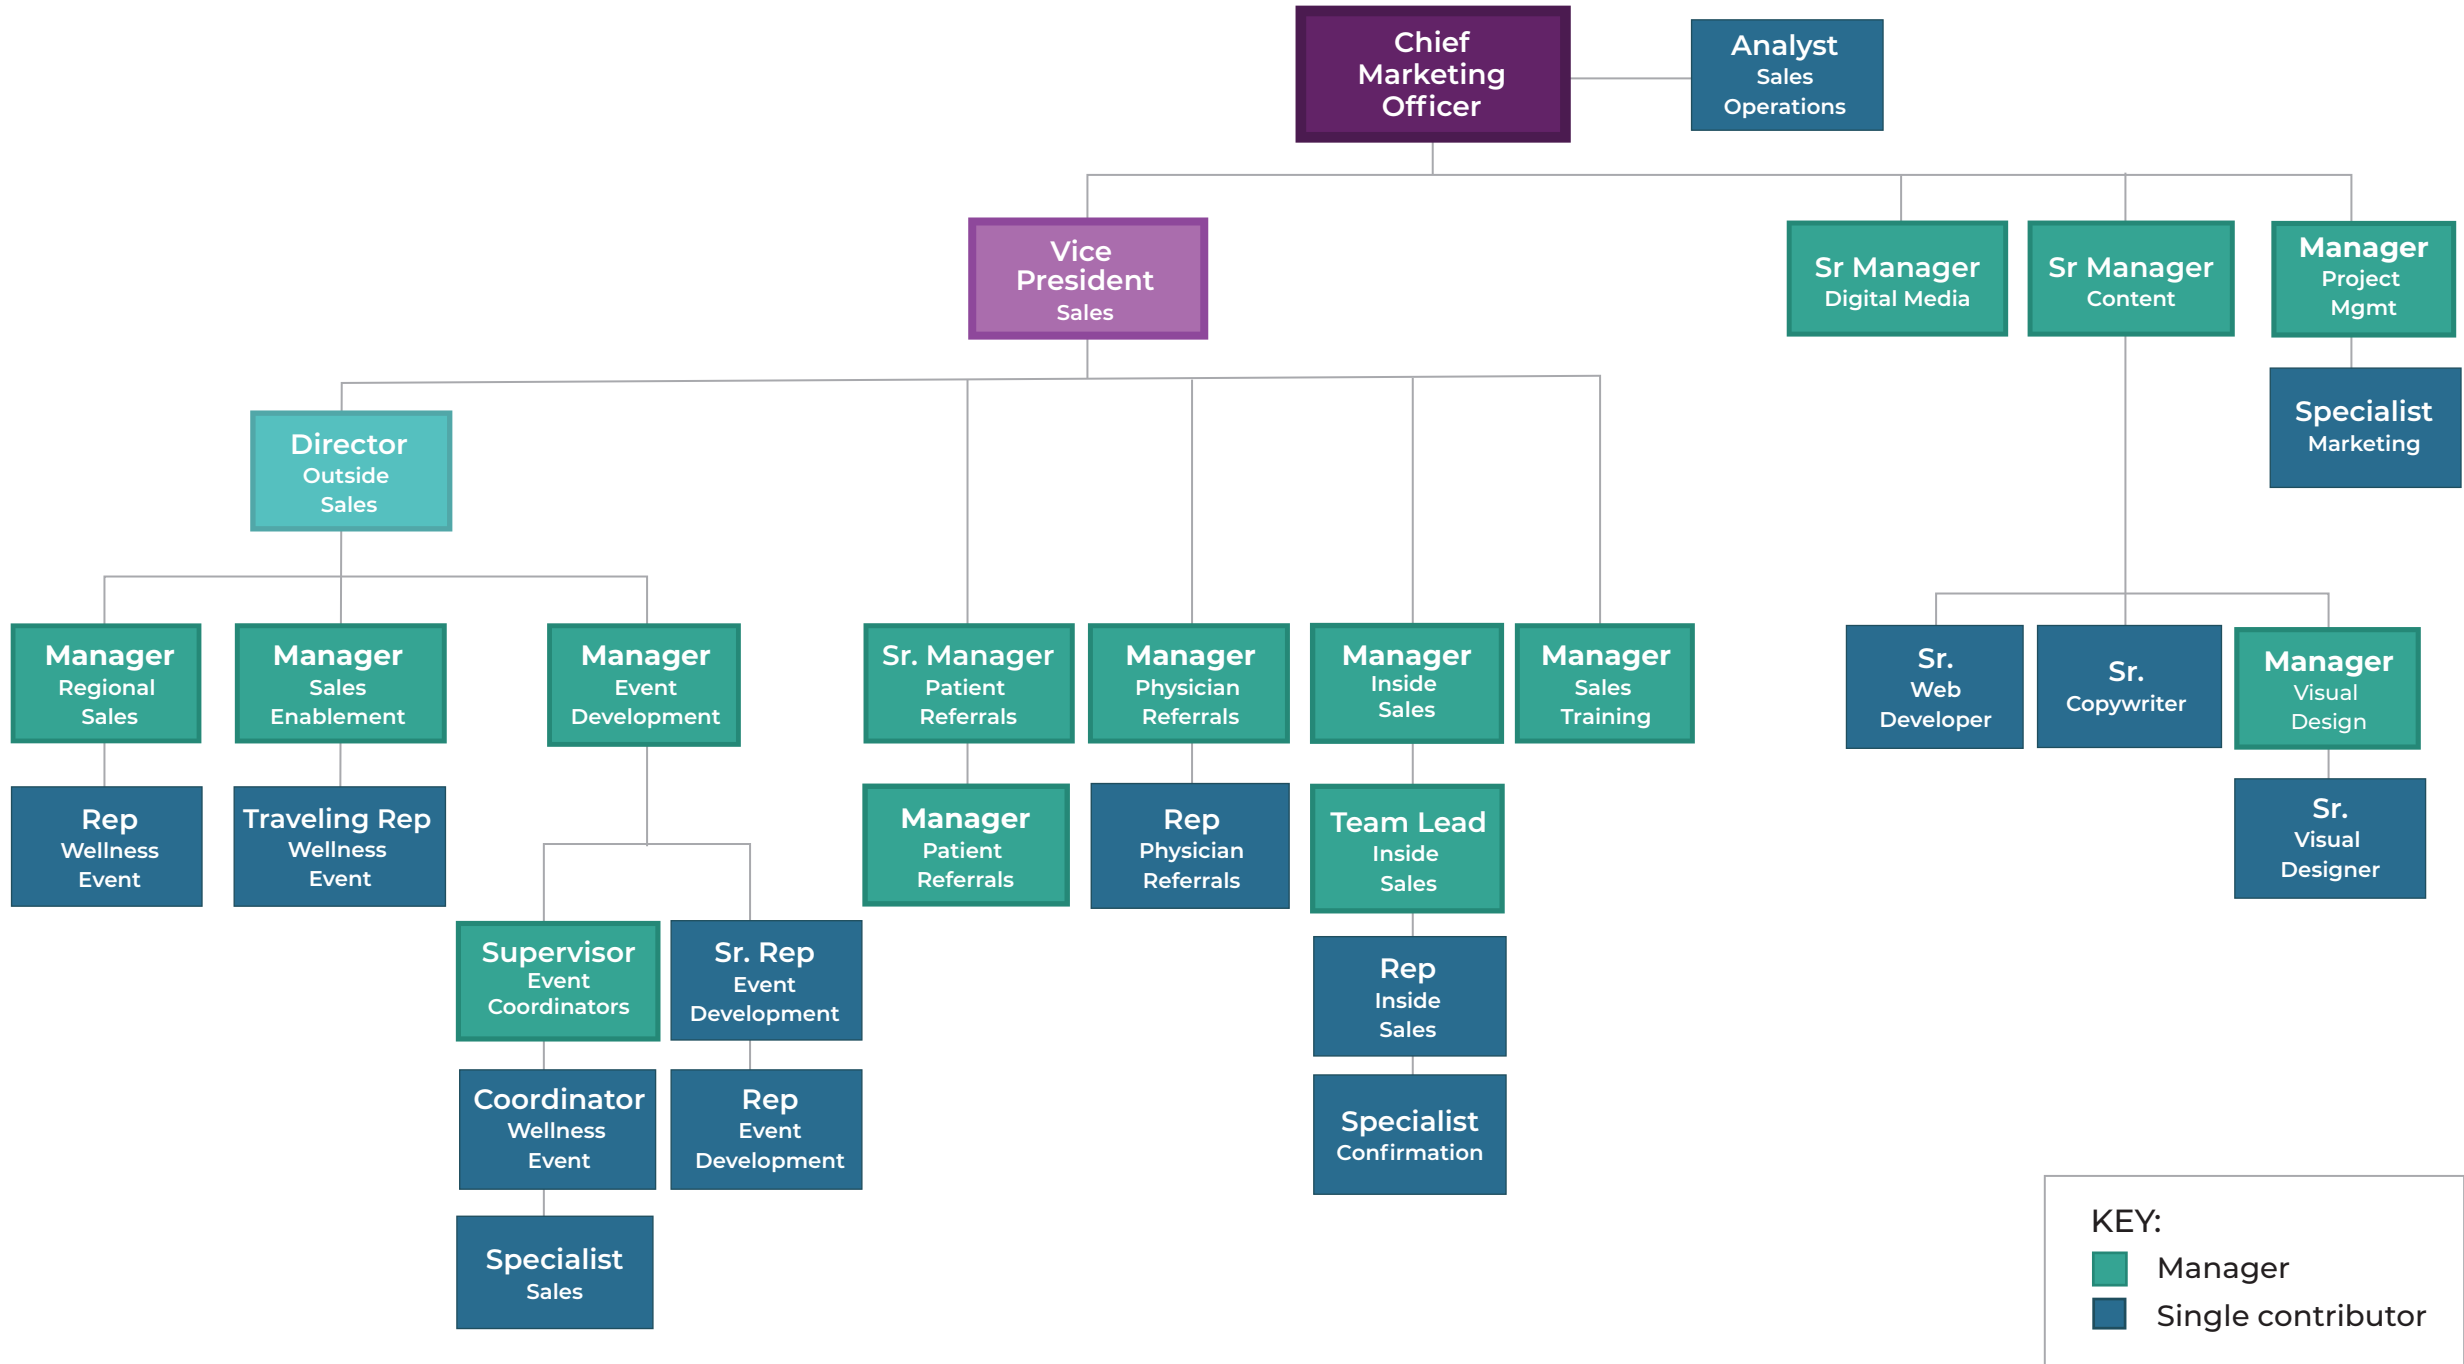 Chief
Marketing
Officer
Analyst
Sales
Operations
Vice
President
Sales
Sr Manager
Digital Media
Sr Manager
Content
Manager
Project
Mgmt
Specialist
Marketing
Director
Outside
Sales
Manager
Regional
Sales
Manager
Sales
Enablement
Manager
Event
Development
Sr. Manager
Patient
Referrals
Manager
Physician
Referrals
Manager
Inside
Sales
Manager
Sales
Training
Sr.
Web
Developer
Sr.
Copywriter
Manager
Visual
Design
Rep
Wellness
Event
Traveling Rep
Wellness
Event
Manager
Patient
Referrals
Rep
Physician
Referrals
Team Lead
Inside
Sales
Sr.
Visual
Designer
Supervisor
Event
Coordinators
Sr. Rep
Event
Development
Rep
Inside
Sales
Coordinator
Wellness
Event
Rep
Event
Development
Specialist
Confirmation
Specialist
Sales
KEY:
Manager
Single contributor